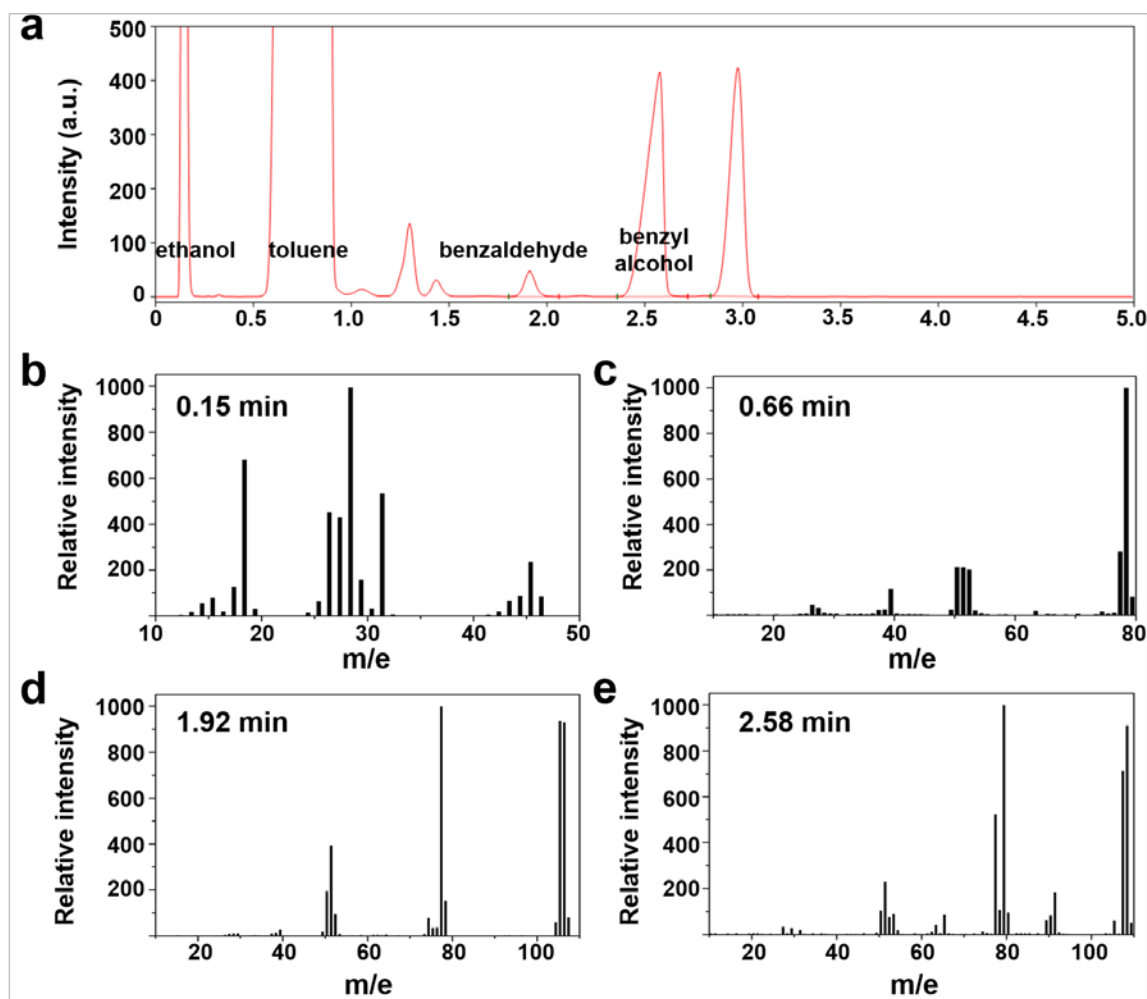 a
Intensity (a.u.)
500
400
300
200
100
0
ethanol
toluene
benzaldehyde
benzyl
alcohol
0 0.5 1.0 1.5 2.0 2.5 3.0 3.5 4.0 4.5 5.0
b
0.15 min
Relative intensity
1000
800
600
400
200
10 20 30 40 50
m/e
c
0.66 min
Relative intensity
1000
800
600
400
200
20 40 60 80
m/e
d
1.92 min
Relative intensity
1000
800
600
400
200
20 40 60 80 100
m/e
e
2.58 min
Relative intensity
1000
800
600
400
200
20 40 60 80 100
m/e